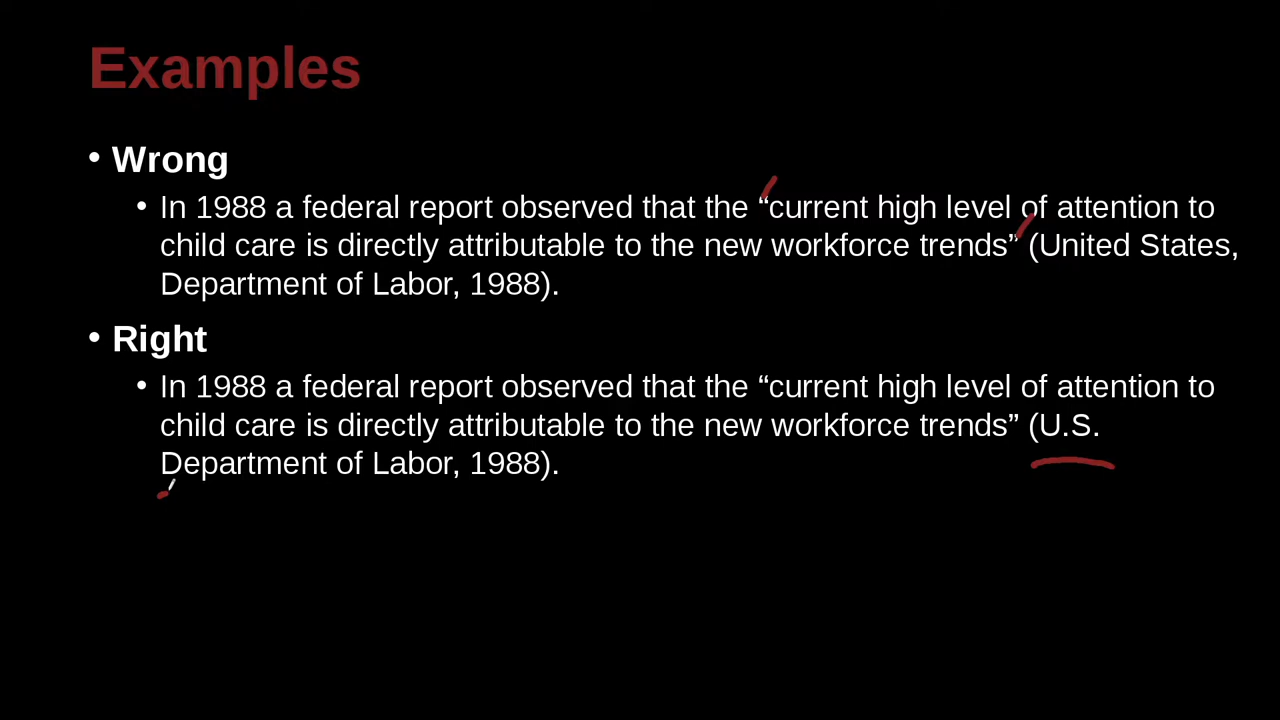 Examples
• Wrong
• In 1988 a federal report observed that the “current high level of attention to
child care is directly attributable to the new workforce trends” (United States,
Department of Labor, 1988).
• Right
• In 1988 a federal report observed that the “current high level of attention to
child care is directly attributable to the new workforce trends” (U.S.
Department of Labor, 1988).